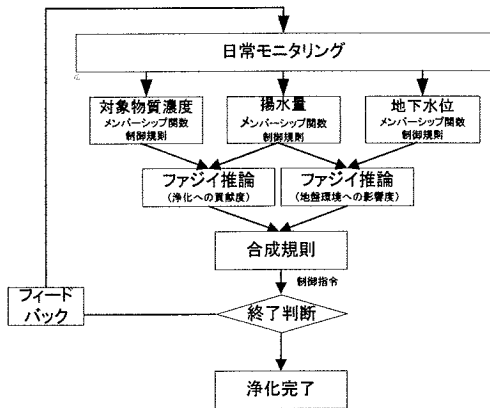 日常モニタリング
対象物質濃度
メンバーシップ関数
制御規則
揚水量
メンバーシップ関数
制御規則
地下水位
メンバーシップ関数
制御規則
ファジイ推論
(浄化への貢献度)
ファジイ推論
(地盤環境への影響度)
合成規則
制御指令
フィード
バック
終了判断
浄化完了